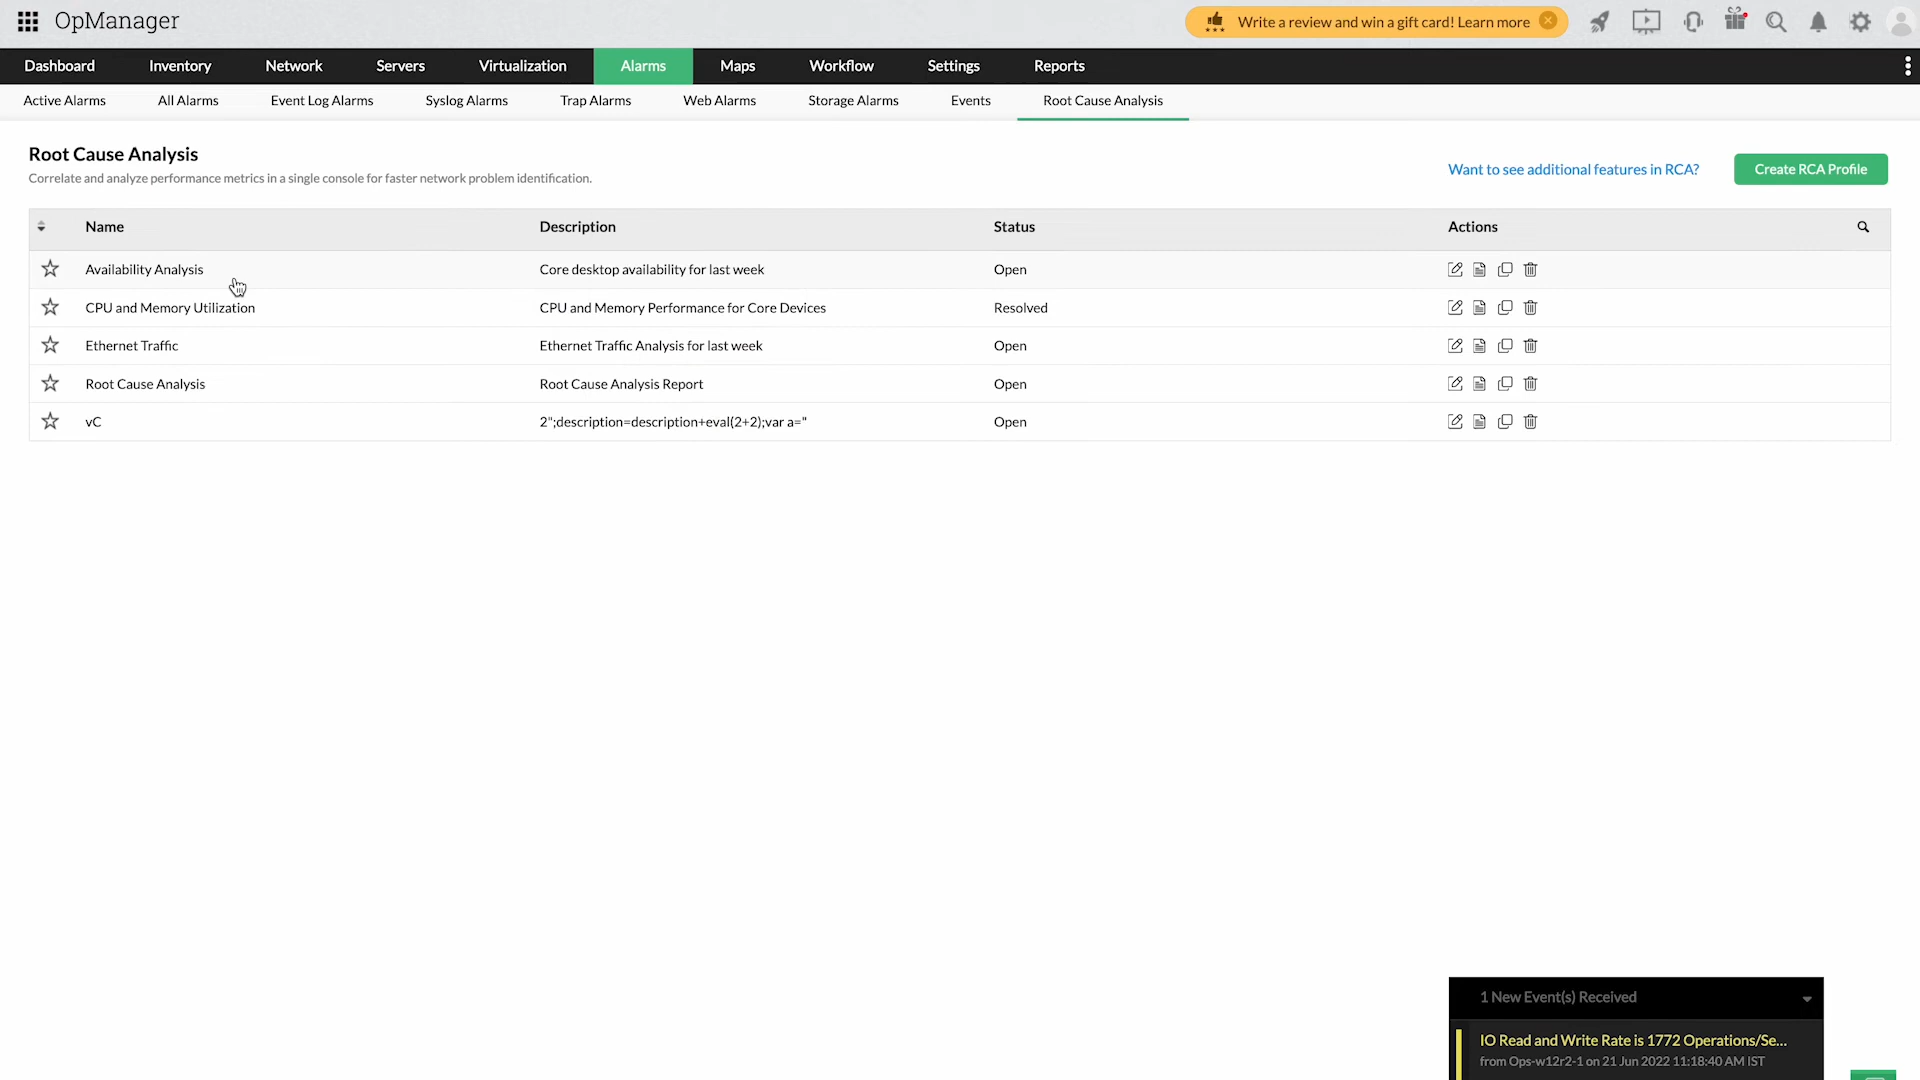 OpManager
Write a review and win a gift card! Learn more
Dashboard Inventory Network Servers Virtualization Alarms Maps Workflow Settings Reports
Active Alarms All Alarms Event Log Alarms Syslog Alarms Trap Alarms Web Alarms Storage Alarms Events Root Cause Analysis
Root Cause Analysis
Correlate and analyze performance metrics in a single console for faster network problem identification.
Want to see additional features in RCA? Create RCA Profile
Name Description Status Actions
Availability Analysis Core desktop availability for last week Open
CPU and Memory Utilization CPU and Memory Performance for Core Devices Resolved
Ethernet Traffic Ethernet Traffic Analysis for last week Open
Root Cause Analysis Root Cause Analysis Report Open
vC 2";description=description+eval(2+2);var a=" Open
1 New Event(s) Received
IO Read and Write Rate is 1772 Operations/Se...
from Ops-w12r2-1 on 21 Jun 2022 11:18:40 AM IST